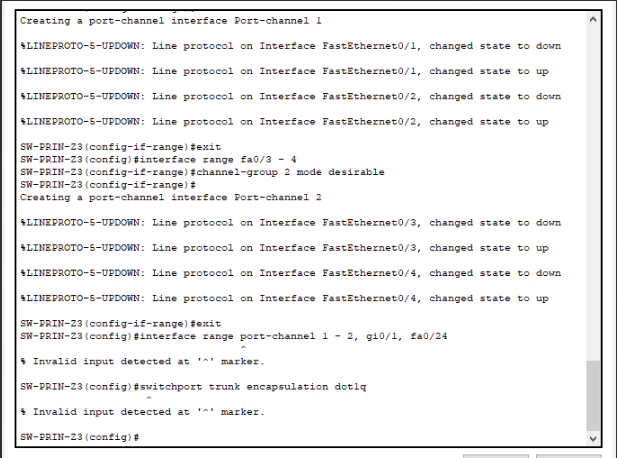 Creating a port-channel interface Port-channel 1
%LINEPROTO-5-UPDOWN: Line protocol on Interface FastEthernet0/1, changed state to down
%LINEPROTO-5-UPDOWN: Line protocol on Interface FastEthernet0/1, changed state to up
%LINEPROTO-5-UPDOWN: Line protocol on Interface FastEthernet0/2, changed state to down
%LINEPROTO-5-UPDOWN: Line protocol on Interface FastEthernet0/2, changed state to up
SW-PRIN-Z3(config-if-range)#exit
SW-PRIN-Z3(config)#interface range fa0/3 - 4
SW-PRIN-Z3(config-if-range)#channel-group 2 mode desirable
SW-PRIN-Z3(config-if-range)#
Creating a port-channel interface Port-channel 2
%LINEPROTO-5-UPDOWN: Line protocol on Interface FastEthernet0/3, changed state to down
%LINEPROTO-5-UPDOWN: Line protocol on Interface FastEthernet0/3, changed state to up
%LINEPROTO-5-UPDOWN: Line protocol on Interface FastEthernet0/4, changed state to down
%LINEPROTO-5-UPDOWN: Line protocol on Interface FastEthernet0/4, changed state to up
SW-PRIN-Z3(config-if-range)#exit
SW-PRIN-Z3(config)#interface range port-channel 1 - 2, gi0/1, fa0/24
^
% Invalid input detected at '^' marker.
SW-PRIN-Z3(config)#switchport trunk encapsulation dot1q
^
% Invalid input detected at '^' marker.
SW-PRIN-Z3(config)#